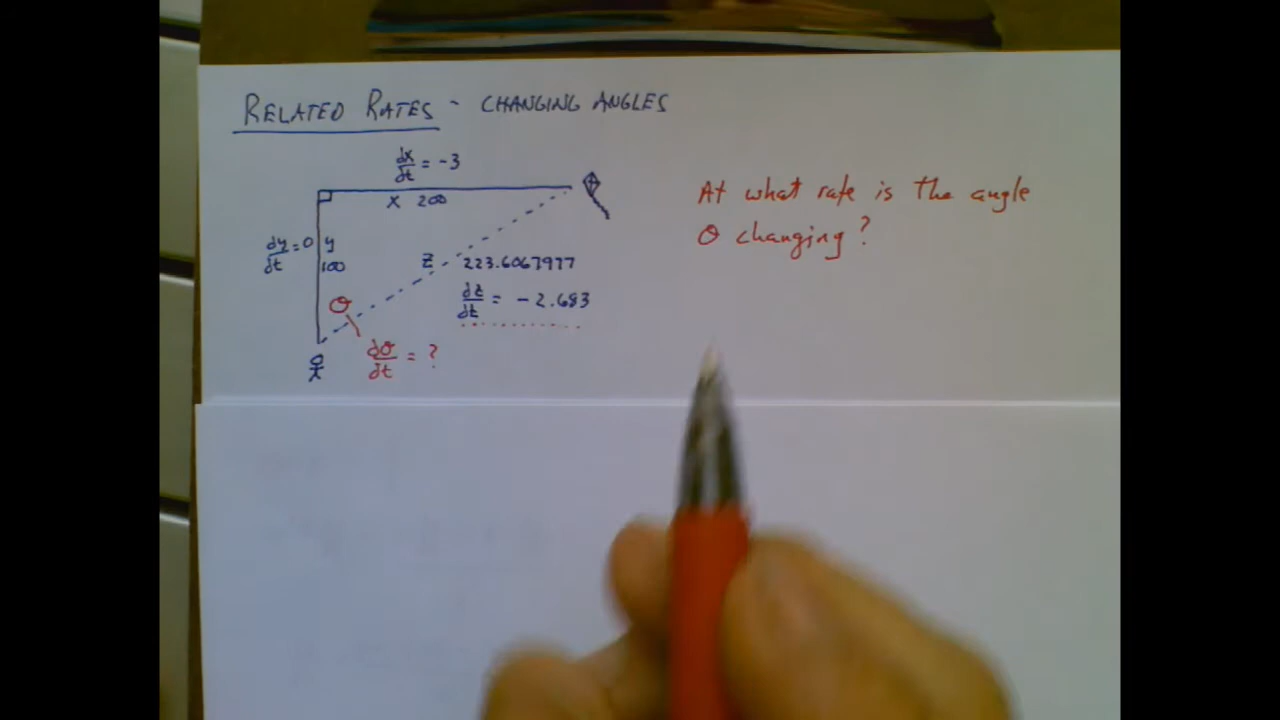 RELATED RATES - CHANGING ANGLES
dx/dt = -3
x 200
dy/dt = 0 y
100
z 223.6067977
dz/dt = -2.683
θ
dθ/dt = ?
At what rate is the angle
θ changing?